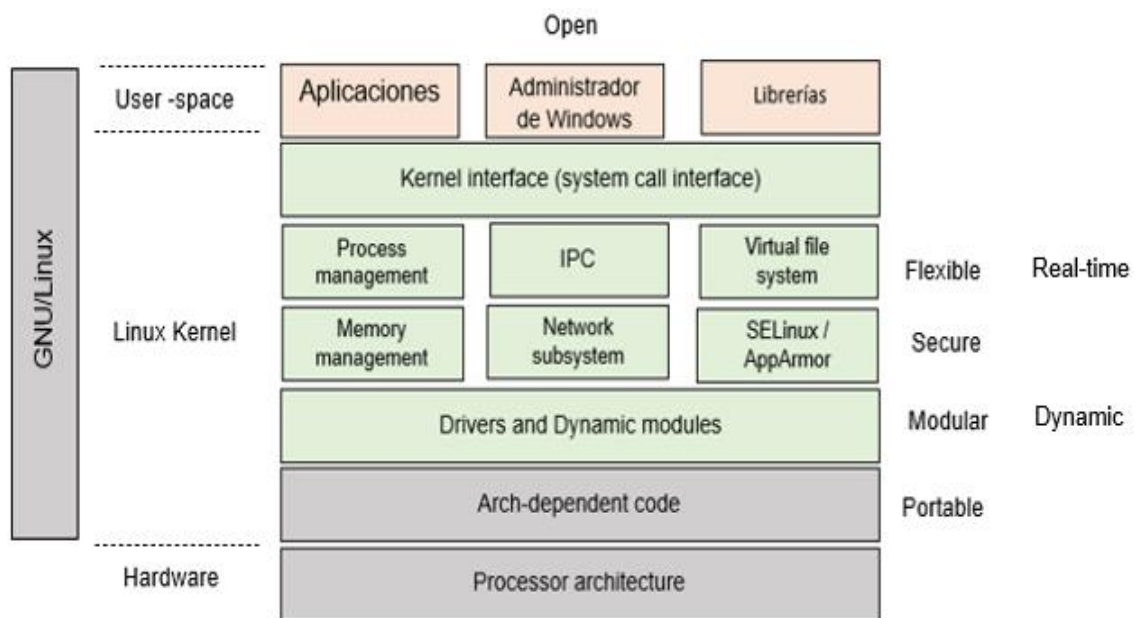 Open
GNU/Linux
User -space
Aplicaciones
Administrador
de Windows
Librerías
Kernel interface (system call interface)
Linux Kernel
Process
management
IPC
Virtual file
system
Flexible
Real-time
Memory
management
Network
subsystem
SELinux /
AppArmor
Secure
Drivers and Dynamic modules
Modular
Dynamic
Arch-dependent code
Portable
Hardware
Processor architecture